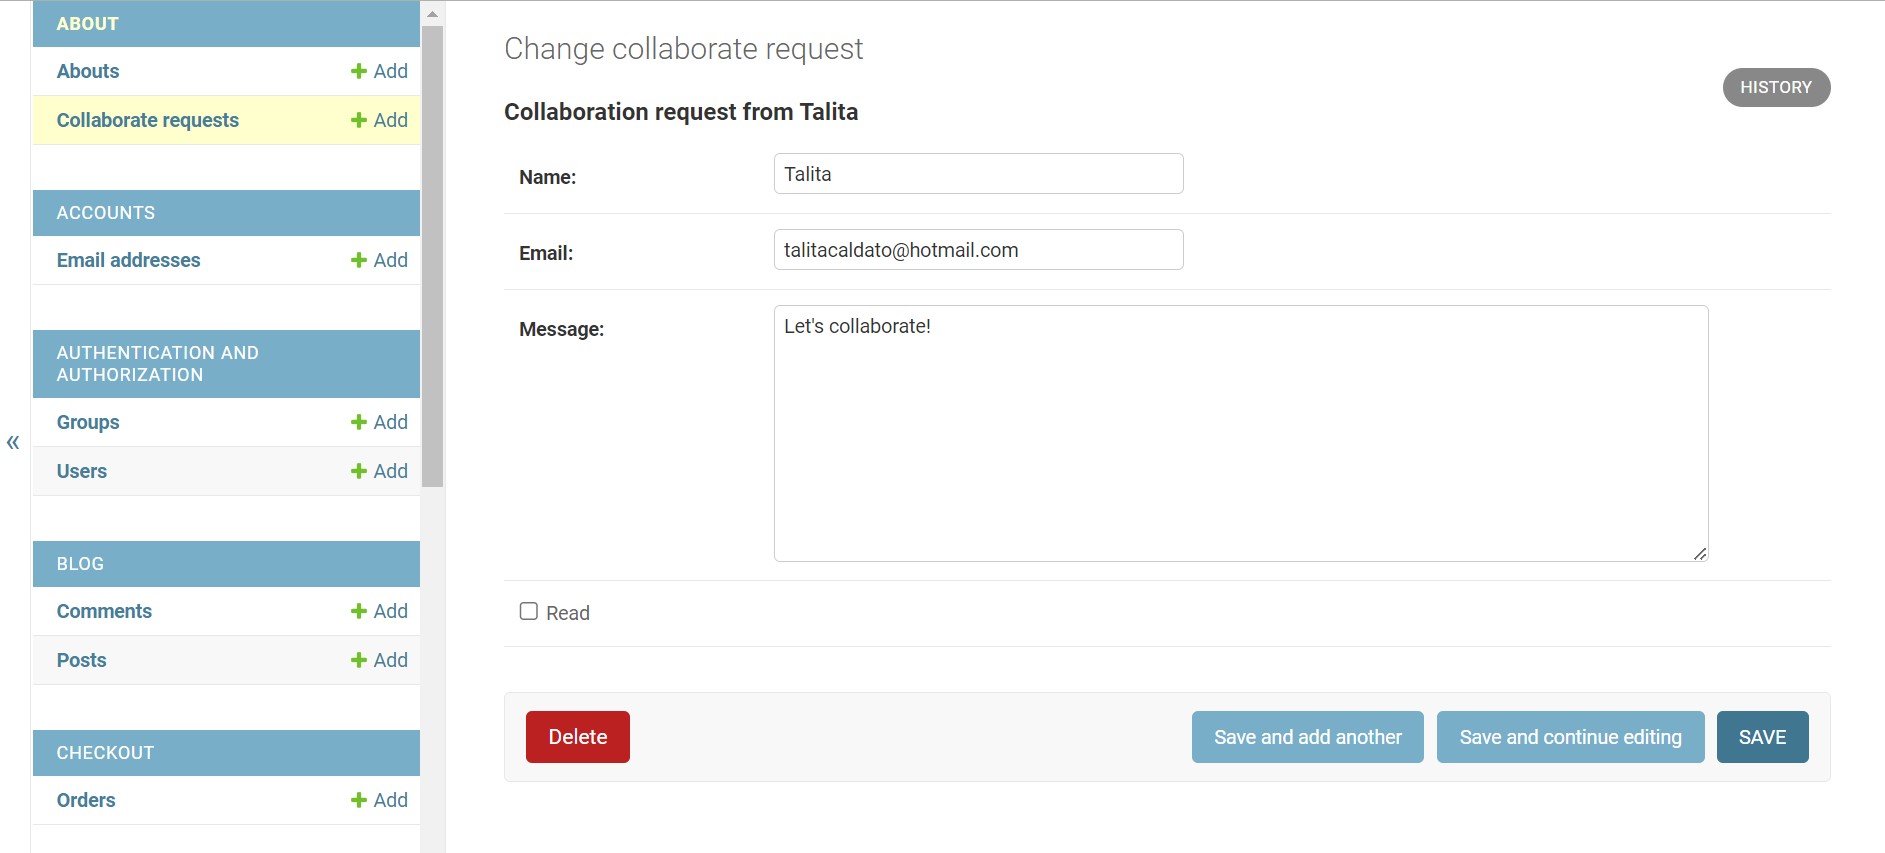 ABOUT
Abouts
Add
Collaborate requests
Add
ACCOUNTS
Email addresses
Add
AUTHENTICATION AND
AUTHORIZATION
Groups
Add
Users
Add
BLOG
Comments
Add
Posts
Add
CHECKOUT
Orders
Add
«
Change collaborate request
HISTORY
Collaboration request from Talita
Name:
Talita
Email:
talitacaldato@hotmail.com
Message:
Let's collaborate!
Read
Delete
Save and add another
Save and continue editing
SAVE